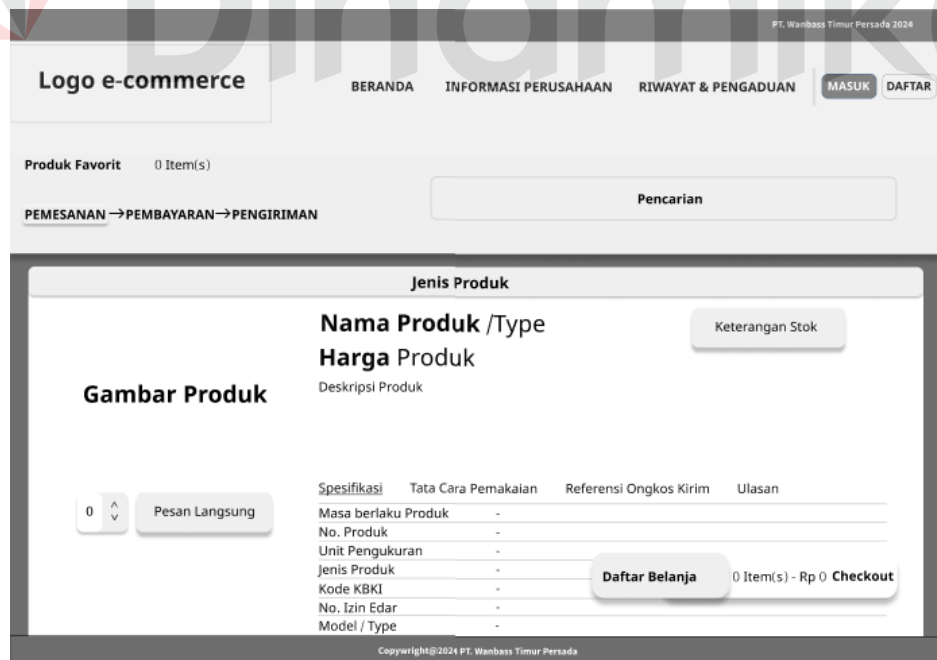 Dinamika
PT. Wanbass Timur Persada 2024
Logo e-commerce
BERANDA INFORMASI PERUSAHAAN RIWAYAT & PENGADUAN MASUK DAFTAR
Produk Favorit 0 Item(s)
Pencarian
PEMESANAN→PEMBAYARAN→PENGIRIMAN
Jenis Produk
Nama Produk /Type
Keterangan Stok
Harga Produk
Deskripsi Produk
Gambar Produk
Spesifikasi Tata Cara Pemakaian Referensi Ongkos Kirim Ulasan
0 Pesan Langsung
Masa berlaku Produk -
No. Produk -
Unit Pengukuran -
Jenis Produk -
Kode KBKI -
No. Izin Edar -
Model / Type -
Daftar Belanja 0 Item(s) - Rp 0 Checkout
Copywright@2024 PT. Wanbass Timur Persada